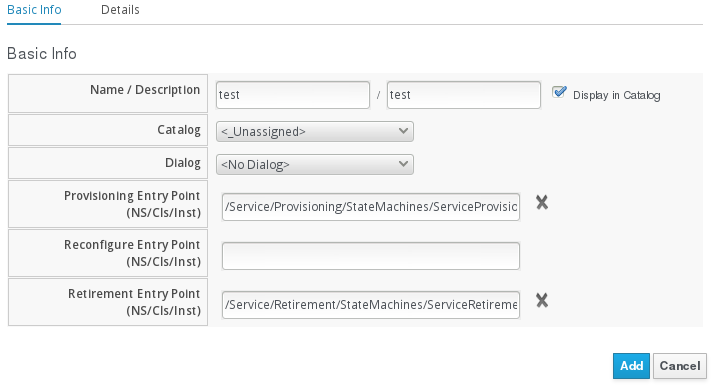 Basic Info Details
Basic Info
Name / Description test / test Display in Catalog
Catalog <_Unassigned>
Dialog <No Dialog>
Provisioning Entry Point
(NS/Cls/Inst) /Service/Provisioning/StateMachines/ServiceProvision
Reconfigure Entry Point
(NS/Cls/Inst)
Retirement Entry Point
(NS/Cls/Inst) /Service/Retirement/StateMachines/ServiceRetireme
Add Cancel